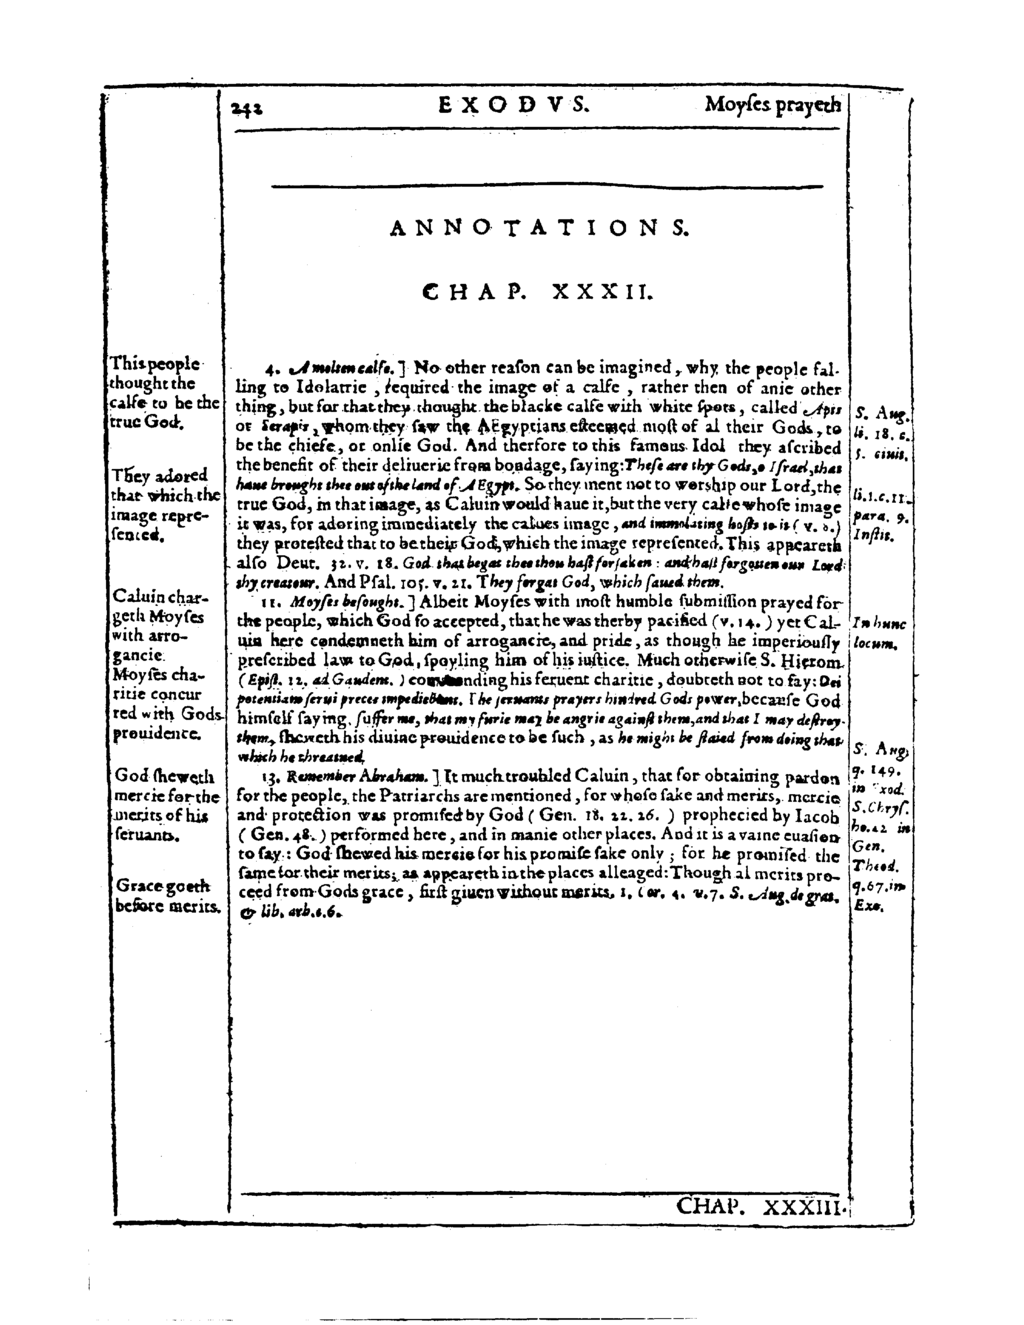 242 EXODVS. Moyſes prayeth
ANNOTATIONS.
CHAP. XXXII.
This people
thought the
calfe to be the
true God.
They adored
that which the
image repre-
ſented.
Caluin char-
geth Moyſes
with arro-
gancie.
Moyſes cha-
ritie concur
red with Gods
prouidence.
God ſheweth
mercie for the
merits of his
ſeruants.
Grace goeth
before merits.
4. A molten calfe.] No other reaſon can be imagined, why the people fal-
ling to Idolatrie, required the image of a calfe, rather then of anie other
thing, but for that they thought the blacke calfe with white ſpots, called Apis
or Serapis, whom they ſaw the Aegyptians eſteemed moſt of al their Gods, to
be the chiefe, or onlie God. And therfore to this famous Idol they aſcribed
the benefit of their deliuerie from bondage, ſaying: Theſe are thy Gods, o Iſrael, that
haue brought thee out of the land of AEgypt. So they ment not to worship our Lord, the
true God, in that image, as Caluin would haue it, but the very calfe whoſe image
it was, for adoring immediately the calues image, and immolating hoſts to it (v. 8.)
they proteſted that to be their God, which the image repreſented. This appeareth
alſo Deut. 32. v. 18. God that begat thee thou haſt forſaken: and haſt forgotten our Lord
thy creatour. And Pſal. 105. v. 21. They forgat God, which ſaued them.
11. Moyſes beſought.] Albeit Moyſes with moſt humble ſubmiſſion prayed for
the people, which God ſo accepted, that he was therby pacified (v. 14.) yet Cal-
uin here condemneth him of arrogancie, and pride, as though he imperiouſly
preſcribed law to God, ſpoyling him of his iuſtice. Much otherwiſe S. Hierom
(Epiſt. 12. ad Gaudent.) commending his feruent charitie, doubteth not to ſay: Dei
potentiam ſerui preces impediebant. The ſeruants prayers hindred Gods power, becauſe God
himſelf ſaying, ſuffer me, that my furie may be angrie againſt them, and that I may deſtroy
them, ſheweth his diuine prouidence to be ſuch, as he might be ſtaied from doing that
which he threatned.
13. Remember Abraham.] It much troubled Caluin, that for obtaining pardon
for the people, the Patriarchs are mentioned, for whoſe ſake and merits, mercie
and protection was promiſed by God (Gen. 18. 22. 26.) prophecied by Iacob
(Gen. 48.) performed here, and in manie other places. And it is a vaine euaſion
to ſay: God ſhewed his mercie for his promiſe ſake only; for he promiſed the
ſame for their merits, as appeareth in the places alleaged: Though al merits pro-
ceed from Gods grace, firſt giuen without merits, 1. Cor. 4. v. 7. S. Aug. de grat.
& lib. arb. c. 6.
S. Aug.
li. 18. c.
5. ciuit.
li. 1. c. 11.
para. 9.
Inſtit.
In hunc
locum.
S. Aug,
q. 149.
in Exod.
S. Chryſ.
ho. 42 in
Gen.
Theod.
q. 67. in
Exo.
CHAP. XXXIII.